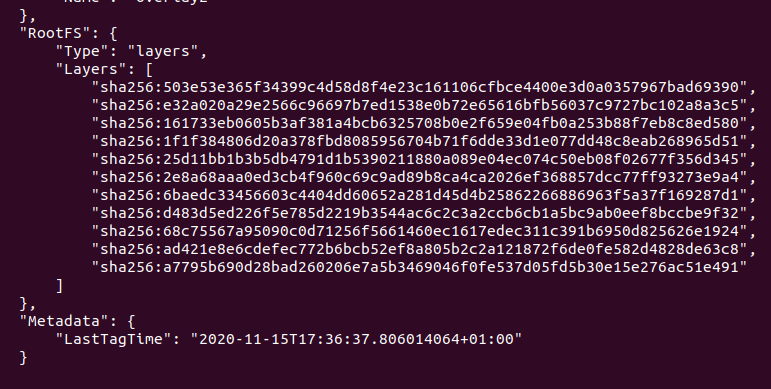 "Name": "overlay2"
},
"RootFS": {
"Type": "layers",
"Layers": [
"sha256:503e53e365f34399c4d58d8f4e23c161106cfbce4400e3d0a0357967bad69390",
"sha256:e32a020a29e2566c96697b7ed1538e0b72e65616bfb56037c9727bc102a8a3c5",
"sha256:161733eb0605b3af381a4bcb6325708b0e2f659e04fb0a253b88f7eb8c8ed580",
"sha256:1f1f384806d20a378fbd8085956704b71f6dde33d1e077dd48c8eab268965d51",
"sha256:25d11bb1b3b5db4791d1b5390211880a089e04ec074c50eb08f02677f356d345",
"sha256:2e8a68aaa0ed3cb4f960c69c9ad89b8ca4ca2026ef368857dcc77ff93273e9a4",
"sha256:6baedc33456603c4404dd60652a281d45d4b25862266886963f5a37f169287d1",
"sha256:d483d5ed226f5e785d2219b3544ac6c2c3a2ccb6cb1a5bc9ab0eef8bccbe9f32",
"sha256:68c75567a95090c0d71256f5661460ec1617edec311c391b6950d825626e1924",
"sha256:ad421e8e6cdefec772b6bcb52ef8a805b2c2a121872f6de0fe582d4828de63c8",
"sha256:a7795b690d28bad260206e7a5b3469046f0fe537d05fd5b30e15e276ac51e491"
]
},
"Metadata": {
"LastTagTime": "2020-11-15T17:36:37.806014064+01:00"
}